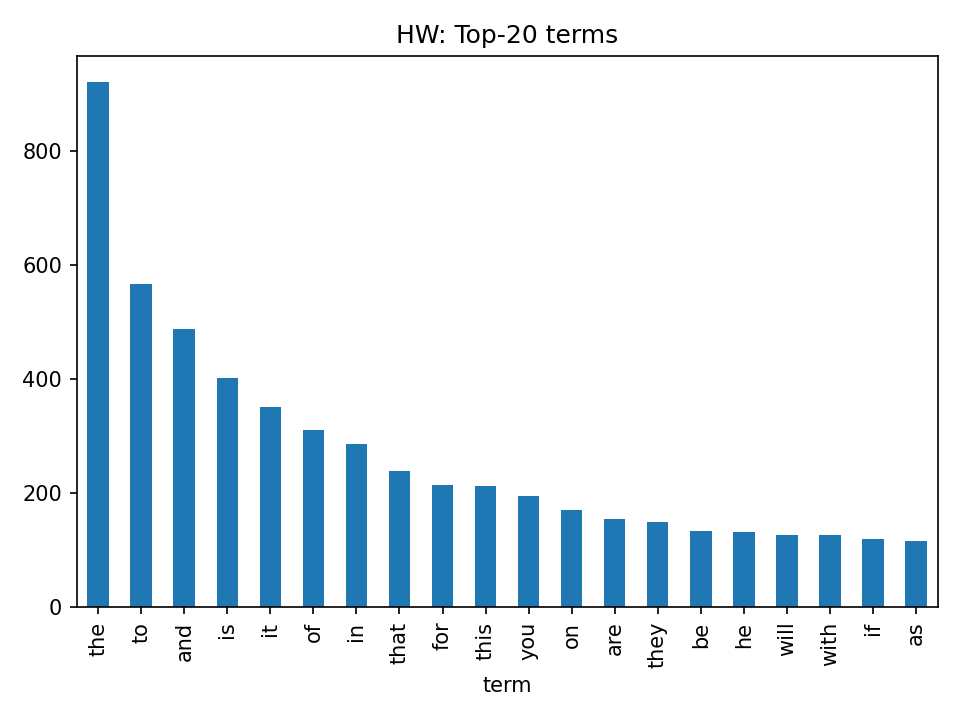 HW: Top-20 terms
800
600
400
200
0
the to and is it of in that for this you on are they be he will with if as
term